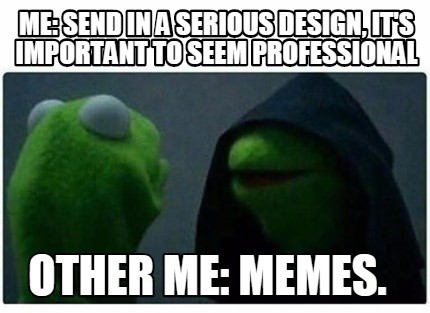 ME: SEND IN A SERIOUS DESIGN, IT'S
IMPORTANT TO SEEM PROFESSIONAL
OTHER ME: MEMES.